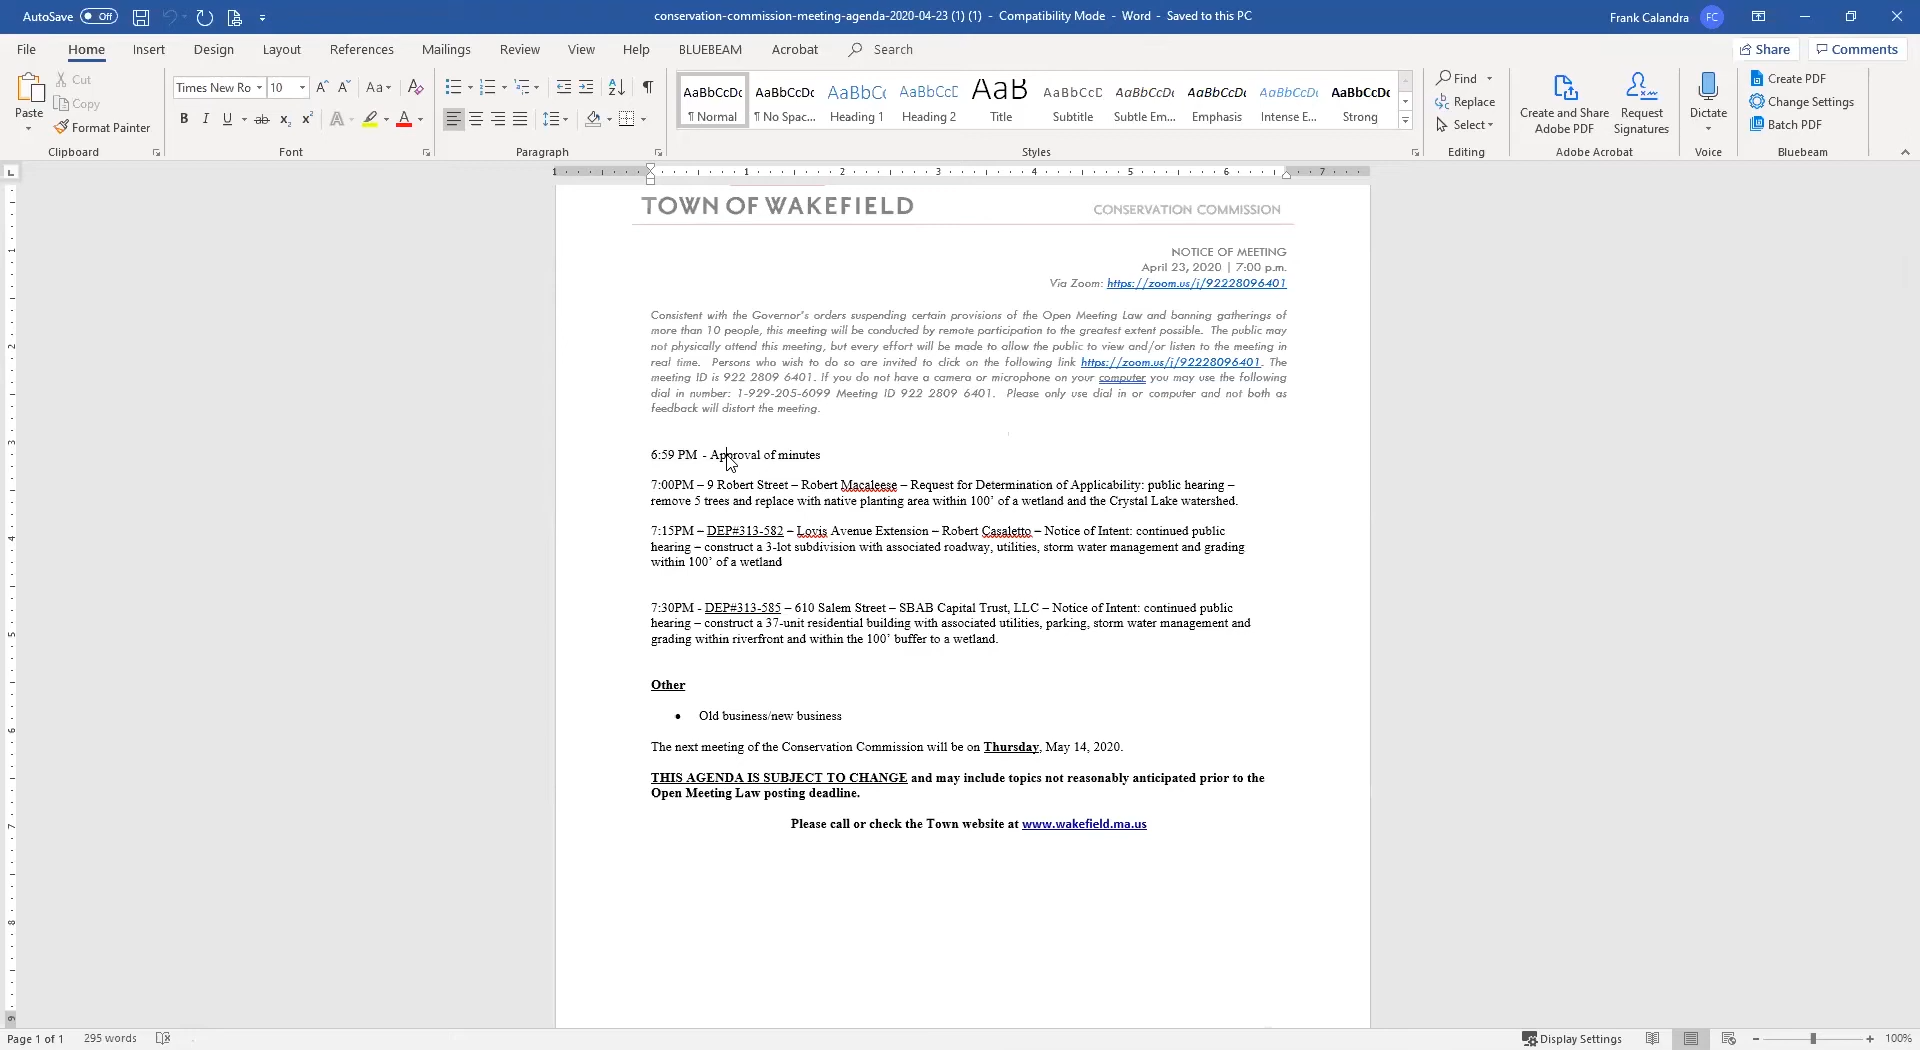 AutoSave Off conservation-commission-meeting-agenda-2020-04-23 (1) (1) - Compatibility Mode - Word - Saved to this PC Frank Calandra FC
File Home Insert Design Layout References Mailings Review View Help BLUEBEAM Acrobat Search Share Comments
Paste Cut Copy Format Painter
Times New Ro 10
AaBbCcDc AaBbCcDc AaBbCc AaBbCcD AaB AaBbCcD AaBbCcDc AaBbCcDc AaBbCcDc AaBbCcDc
¶ Normal ¶ No Spac... Heading 1 Heading 2 Title Subtitle Subtle Em... Emphasis Intense E... Strong
Find Replace Select
Create and Share Adobe PDF Request Signatures Dictate
Create PDF Change Settings Batch PDF
Clipboard Font Paragraph Styles Editing Adobe Acrobat Voice Bluebeam
1 1 2 3 4 5 6 7
TOWN OF WAKEFIELD CONSERVATION COMMISSION
NOTICE OF MEETING
April 23, 2020 | 7:00 p.m.
Via Zoom: https://zoom.us/j/92228096401
Consistent with the Governor's orders suspending certain provisions of the Open Meeting Law and banning gatherings of
more than 10 people, this meeting will be conducted by remote participation to the greatest extent possible. The public may
not physically attend this meeting, but every effort will be made to allow the public to view and/or listen to the meeting in
real time. Persons who wish to do so are invited to click on the following link https://zoom.us/j/92228096401. The
meeting ID is 922 2809 6401. If you do not have a camera or microphone on your computer you may use the following
dial in number: 1-929-205-6099 Meeting ID 922 2809 6401. Please only use dial in or computer and not both as
feedback will distort the meeting.
6:59 PM - Approval of minutes
7:00PM – 9 Robert Street – Robert Macaleese – Request for Determination of Applicability: public hearing –
remove 5 trees and replace with native planting area within 100’ of a wetland and the Crystal Lake watershed.
7:15PM – DEP#313-582 – Lovis Avenue Extension – Robert Casaletto – Notice of Intent: continued public
hearing – construct a 3-lot subdivision with associated roadway, utilities, storm water management and grading
within 100’ of a wetland
7:30PM - DEP#313-585 – 610 Salem Street – SBAB Capital Trust, LLC – Notice of Intent: continued public
hearing – construct a 37-unit residential building with associated utilities, parking, storm water management and
grading within riverfront and within the 100’ buffer to a wetland.
Other
• Old business/new business
The next meeting of the Conservation Commission will be on Thursday, May 14, 2020.
THIS AGENDA IS SUBJECT TO CHANGE and may include topics not reasonably anticipated prior to the
Open Meeting Law posting deadline.
Please call or check the Town website at www.wakefield.ma.us
Page 1 of 1 295 words Display Settings 100%